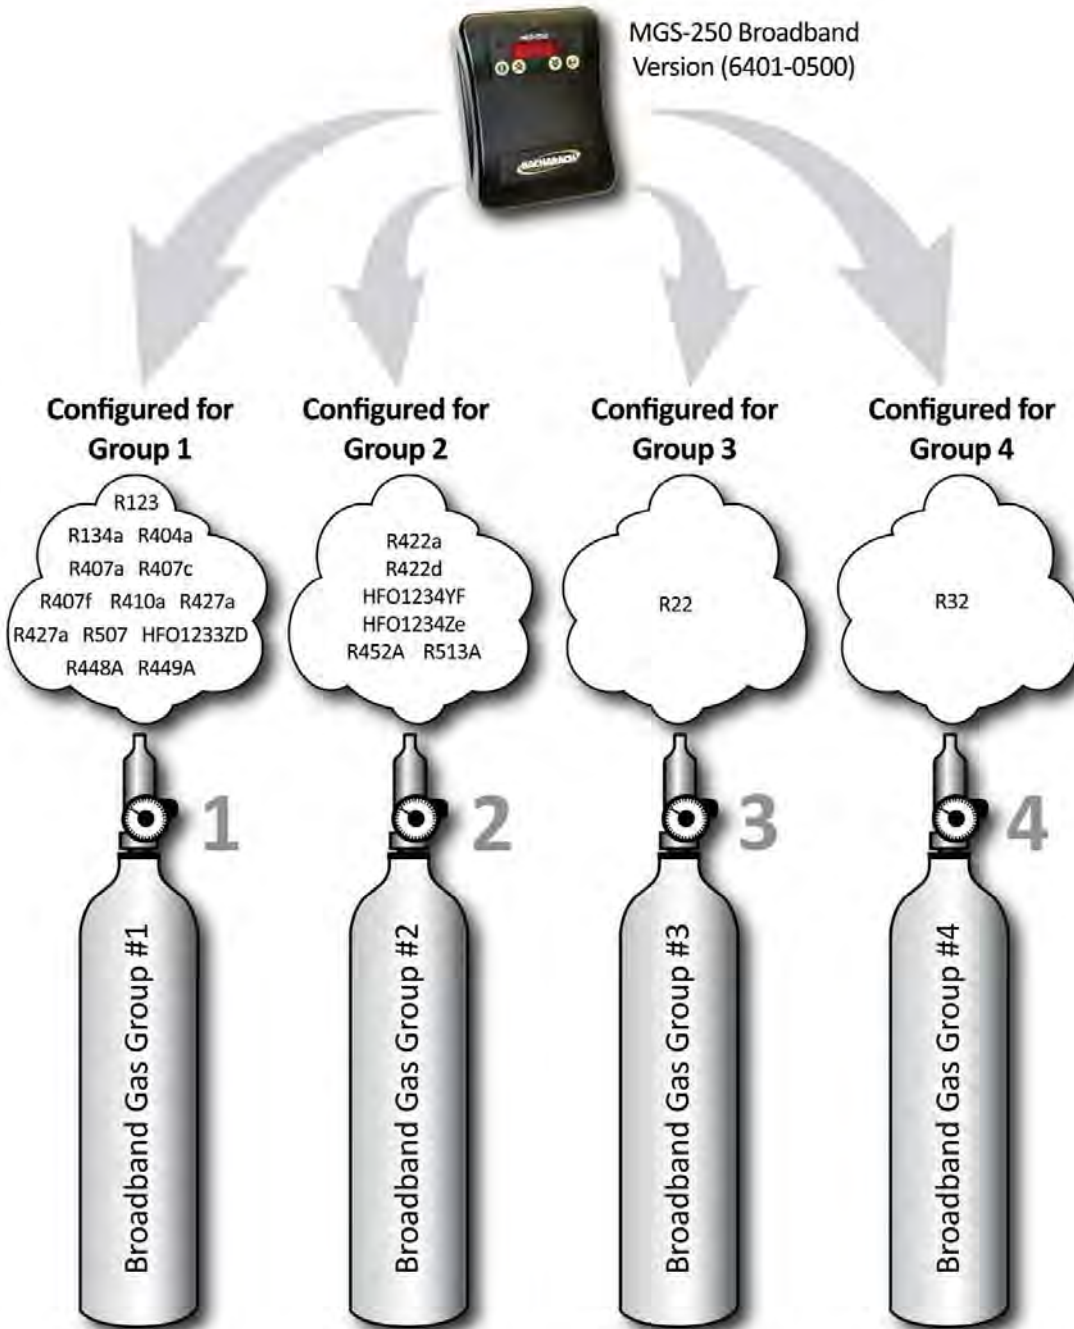 MGS-250
BACHARACH
MGS-250 Broadband
Version (6401-0500)
Configured for
Group 1
R123
R134a R404a
R407a R407c
R407f R410a R427a
R427a R507 HFO1233ZD
R448A R449A
1
Broadband Gas Group #1
Configured for
Group 2
R422a
R422d
HFO1234YF
HFO1234Ze
R452A R513A
2
Broadband Gas Group #2
Configured for
Group 3
R22
3
Broadband Gas Group #3
Configured for
Group 4
R32
4
Broadband Gas Group #4